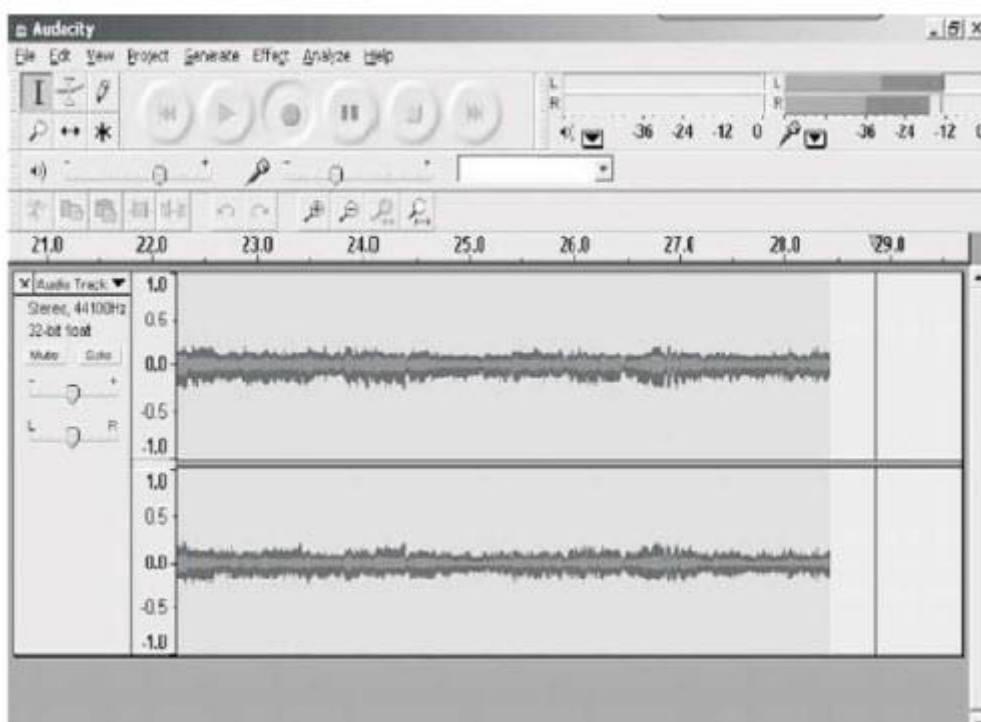 Audacity
File Edit View Project Generate Effect Analyze Help
L
R
-36 -24 -12 0
L
R
-36 -24 -12 0
- +
- +
21.0 22.0 23.0 24.0 25.0 26.0 27.0 28.0 29.0
X Audio Track
Stereo, 44100Hz
32-bit float
Mute Solo
- +
L R
1.0
0.5
0.0
-0.5
-1.0
1.0
0.5
0.0
-0.5
-1.0